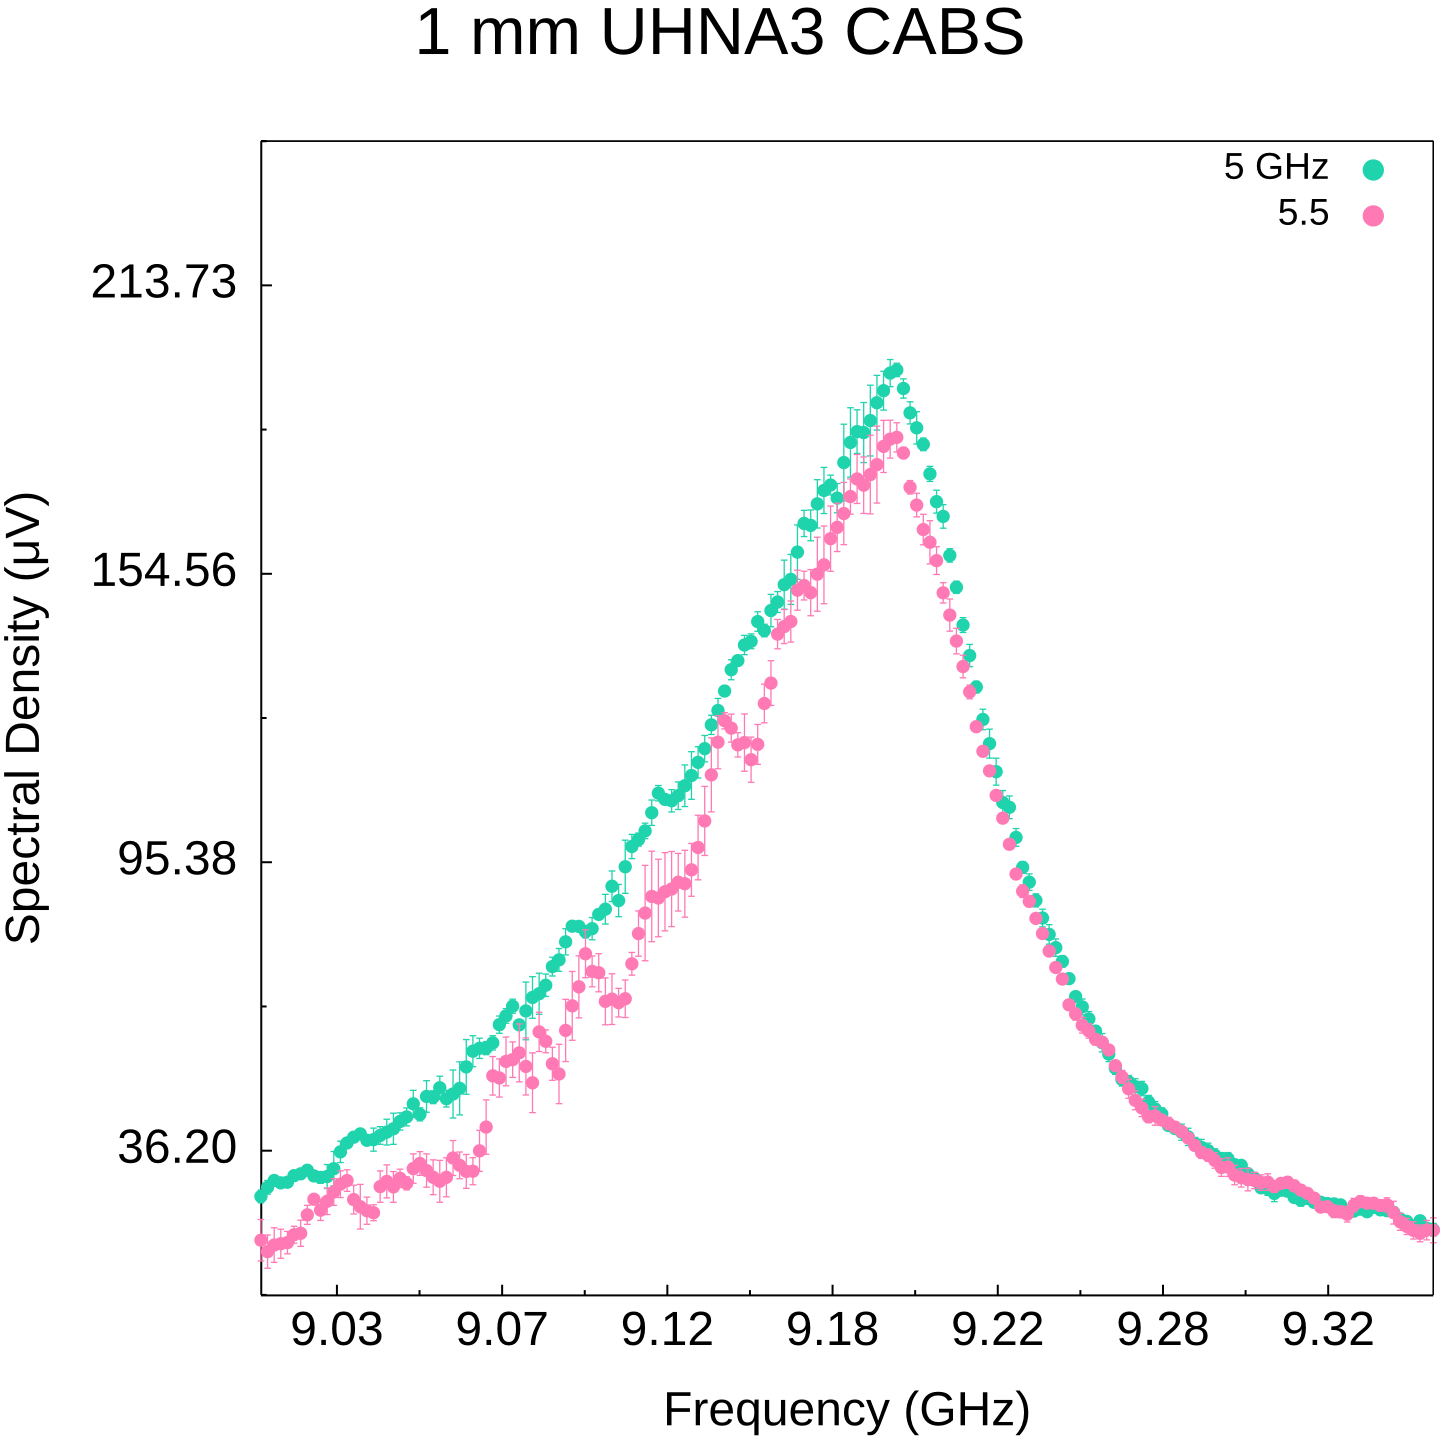 1 mm UHNA3 CABS
5 GHz
5.5
213.73
154.56
95.38
36.20
Spectral Density (μV)
9.03 9.07 9.12 9.18 9.22 9.28 9.32
Frequency (GHz)